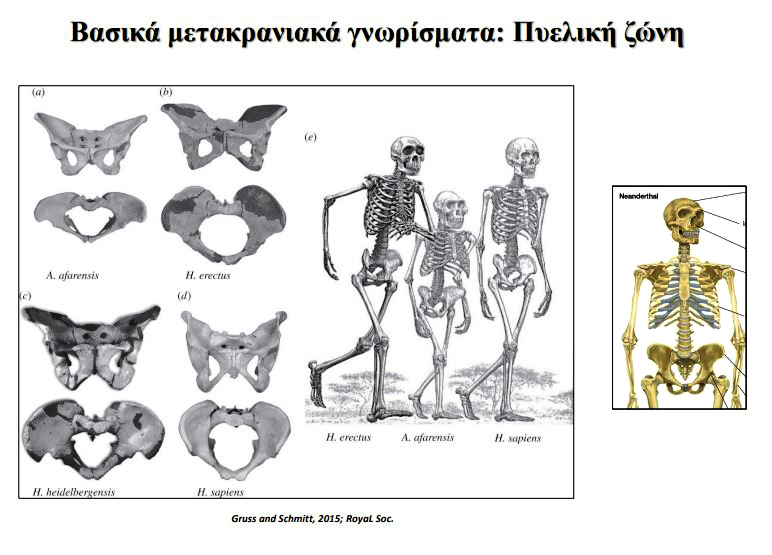 Βασικά μετακρανιακά γνωρίσματα: Πυελική ζώνη
(a)
(b)
A. afarensis
H. erectus
(c)
(d)
H. heidelbergensis
H. sapiens
(e)
H. erectus
A. afarensis
H. sapiens
Neanderthal
Gruss and Schmitt, 2015; Royal. Soc.